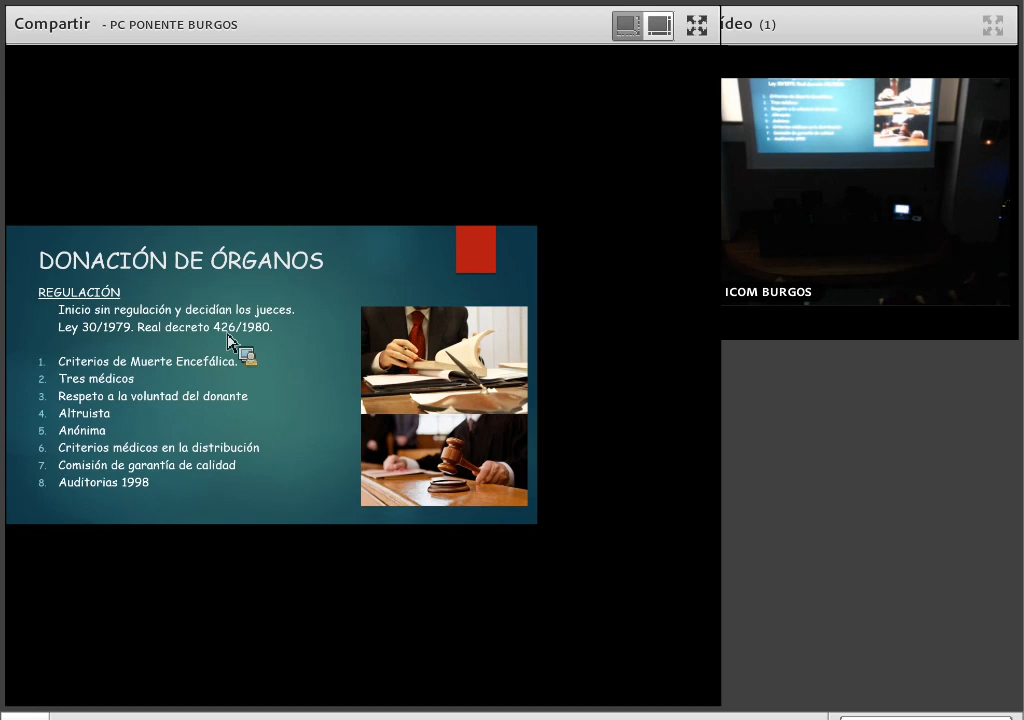 Compartir - PC PONENTE BURGOS
ídeo (1)
DONACIÓN DE ÓRGANOS
REGULACIÓN
Inicio sin regulación y decidían los jueces.
Ley 30/1979. Real decreto 426/1980.
1. Criterios de Muerte Encefálica.
2. Tres médicos
3. Respeto a la voluntad del donante
4. Altruista
5. Anónima
6. Criterios médicos en la distribución
7. Comisión de garantía de calidad
8. Auditorias 1998
ICOM BURGOS